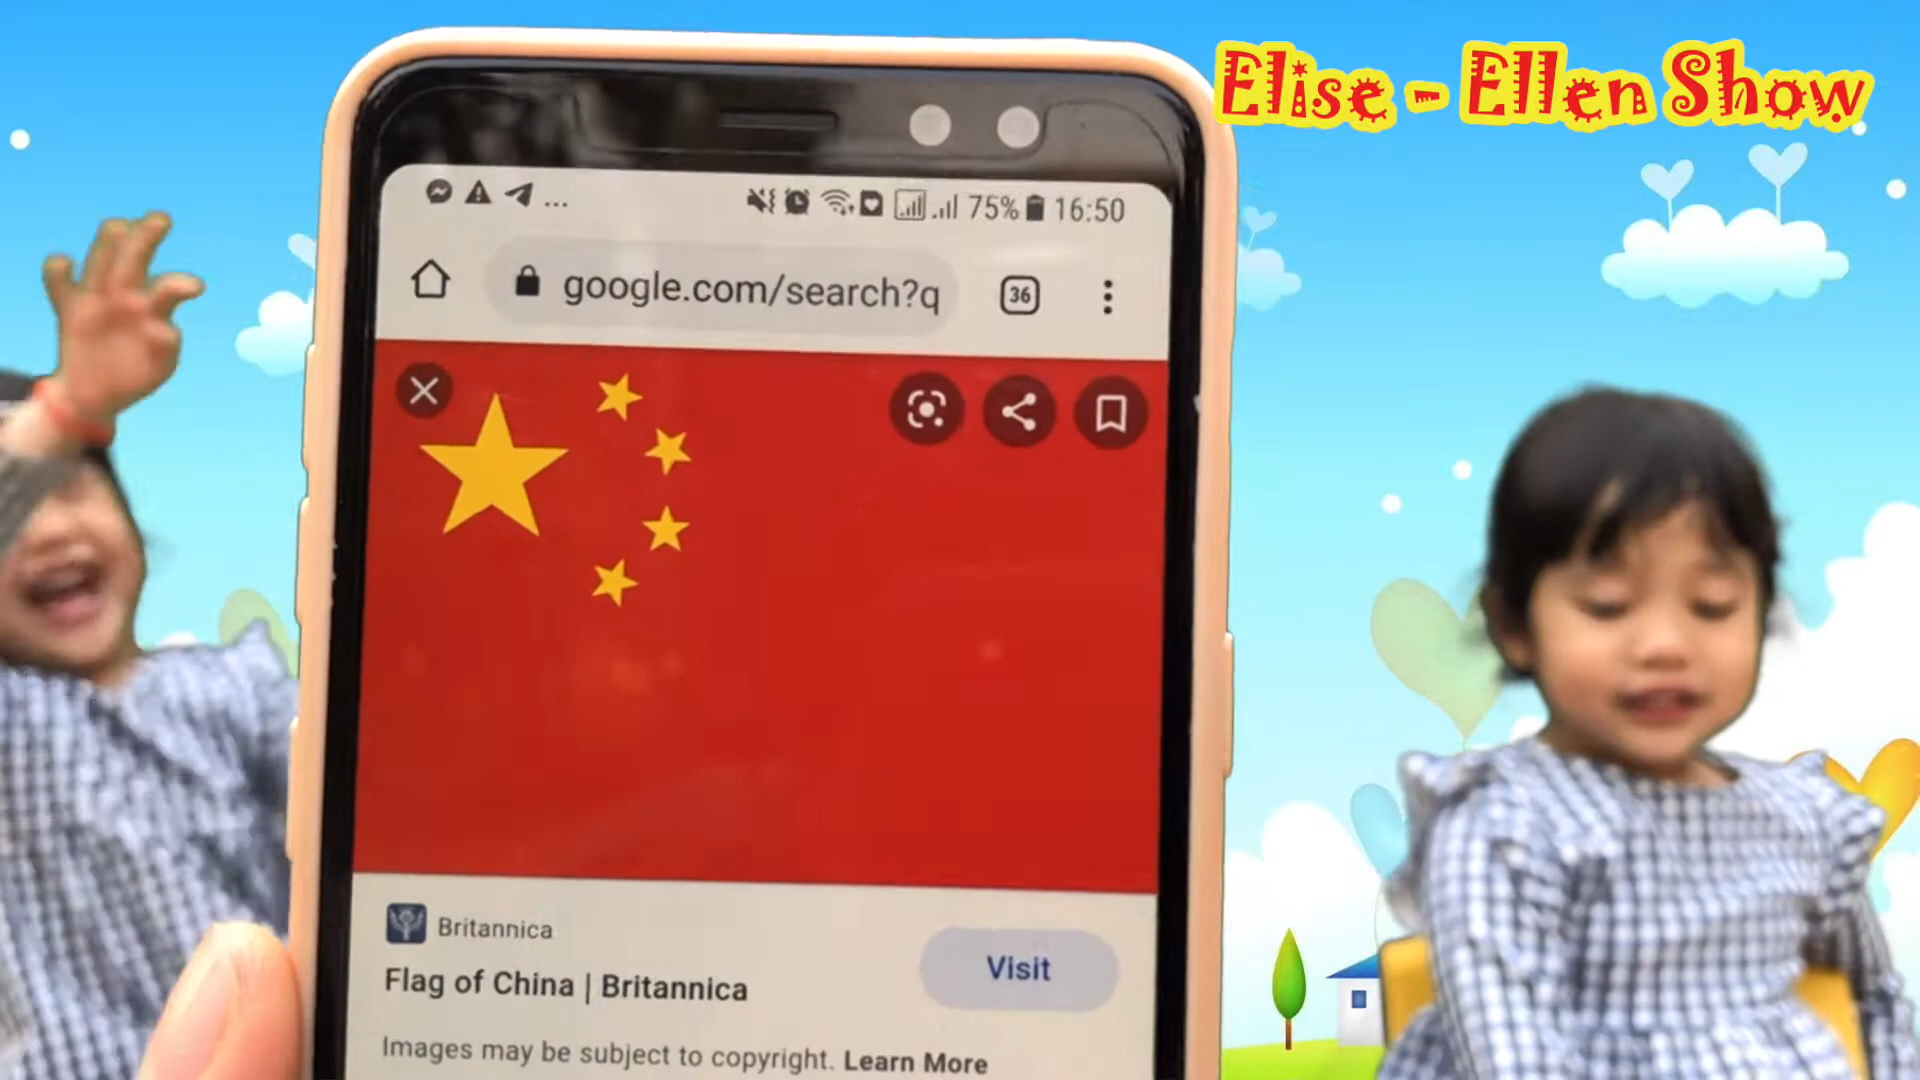 Elise - Ellen Show
... 75% 16:50
google.com/search?q
36
Britannica
Flag of China | Britannica
Visit
Images may be subject to copyright. Learn More